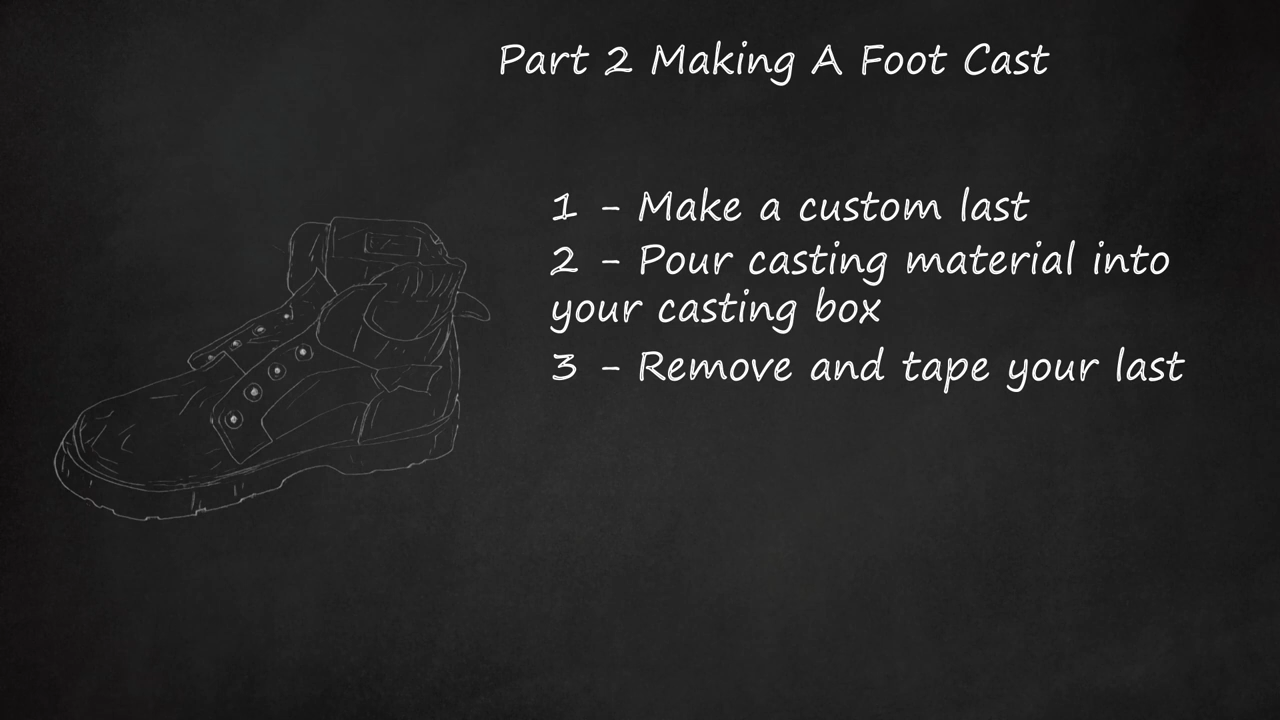 Part 2 Making A Foot Cast
1 - Make a custom last
2 - Pour casting material into
your casting box
3 - Remove and tape your last